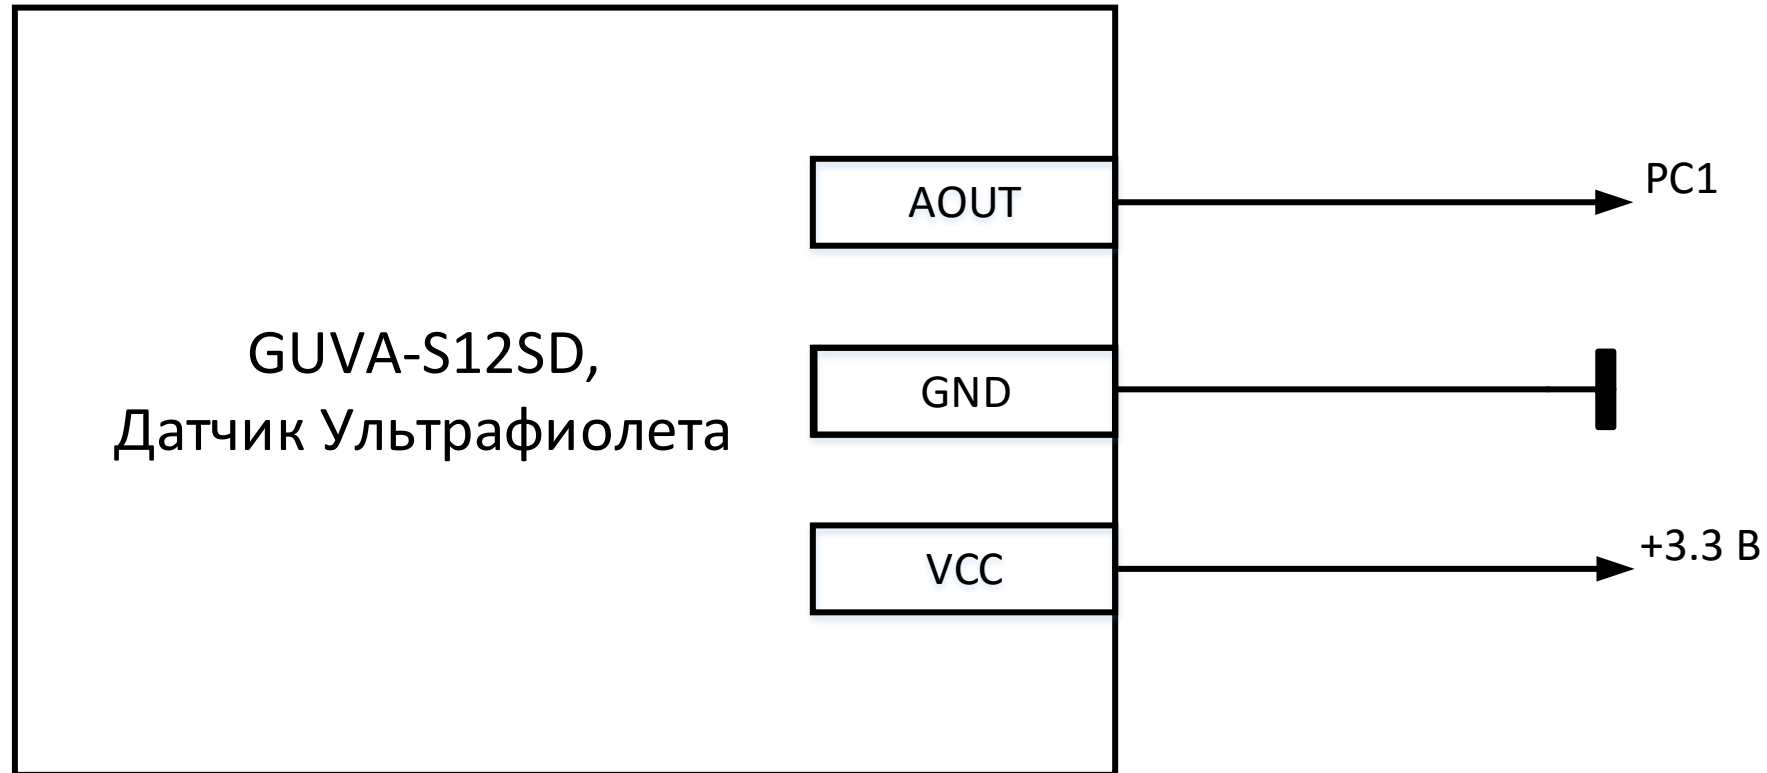 AOUT
PC1
GUVA-S12SD,
Датчик Ультрафиолета
GND
VCC
+3.3 В